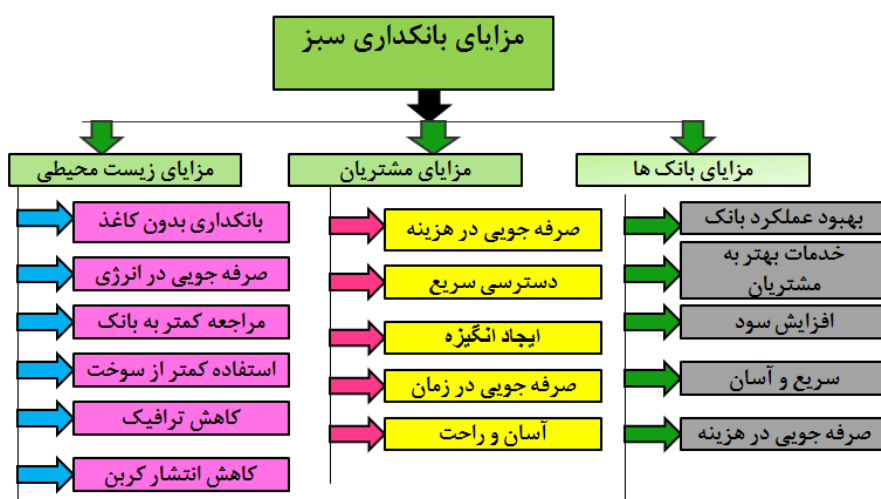 مزایای بانکداری سبز
مزایای بانک ها
بهبود عملکرد بانک
خدمات بهتر به
مشتریان
افزایش سود
سریع و آسان
صرفه جویی در هزینه
مزایای مشتریان
صرفه جویی در هزینه
دسترسی سریع
ایجاد انگیزه
صرفه جویی در زمان
آسان و راحت
مزایای زیست محیطی
بانکداری بدون کاغذ
صرفه جویی در انرژی
مراجعه کمتر به بانک
استفاده کمتر از سوخت
کاهش ترافیک
کاهش انتشار کربن